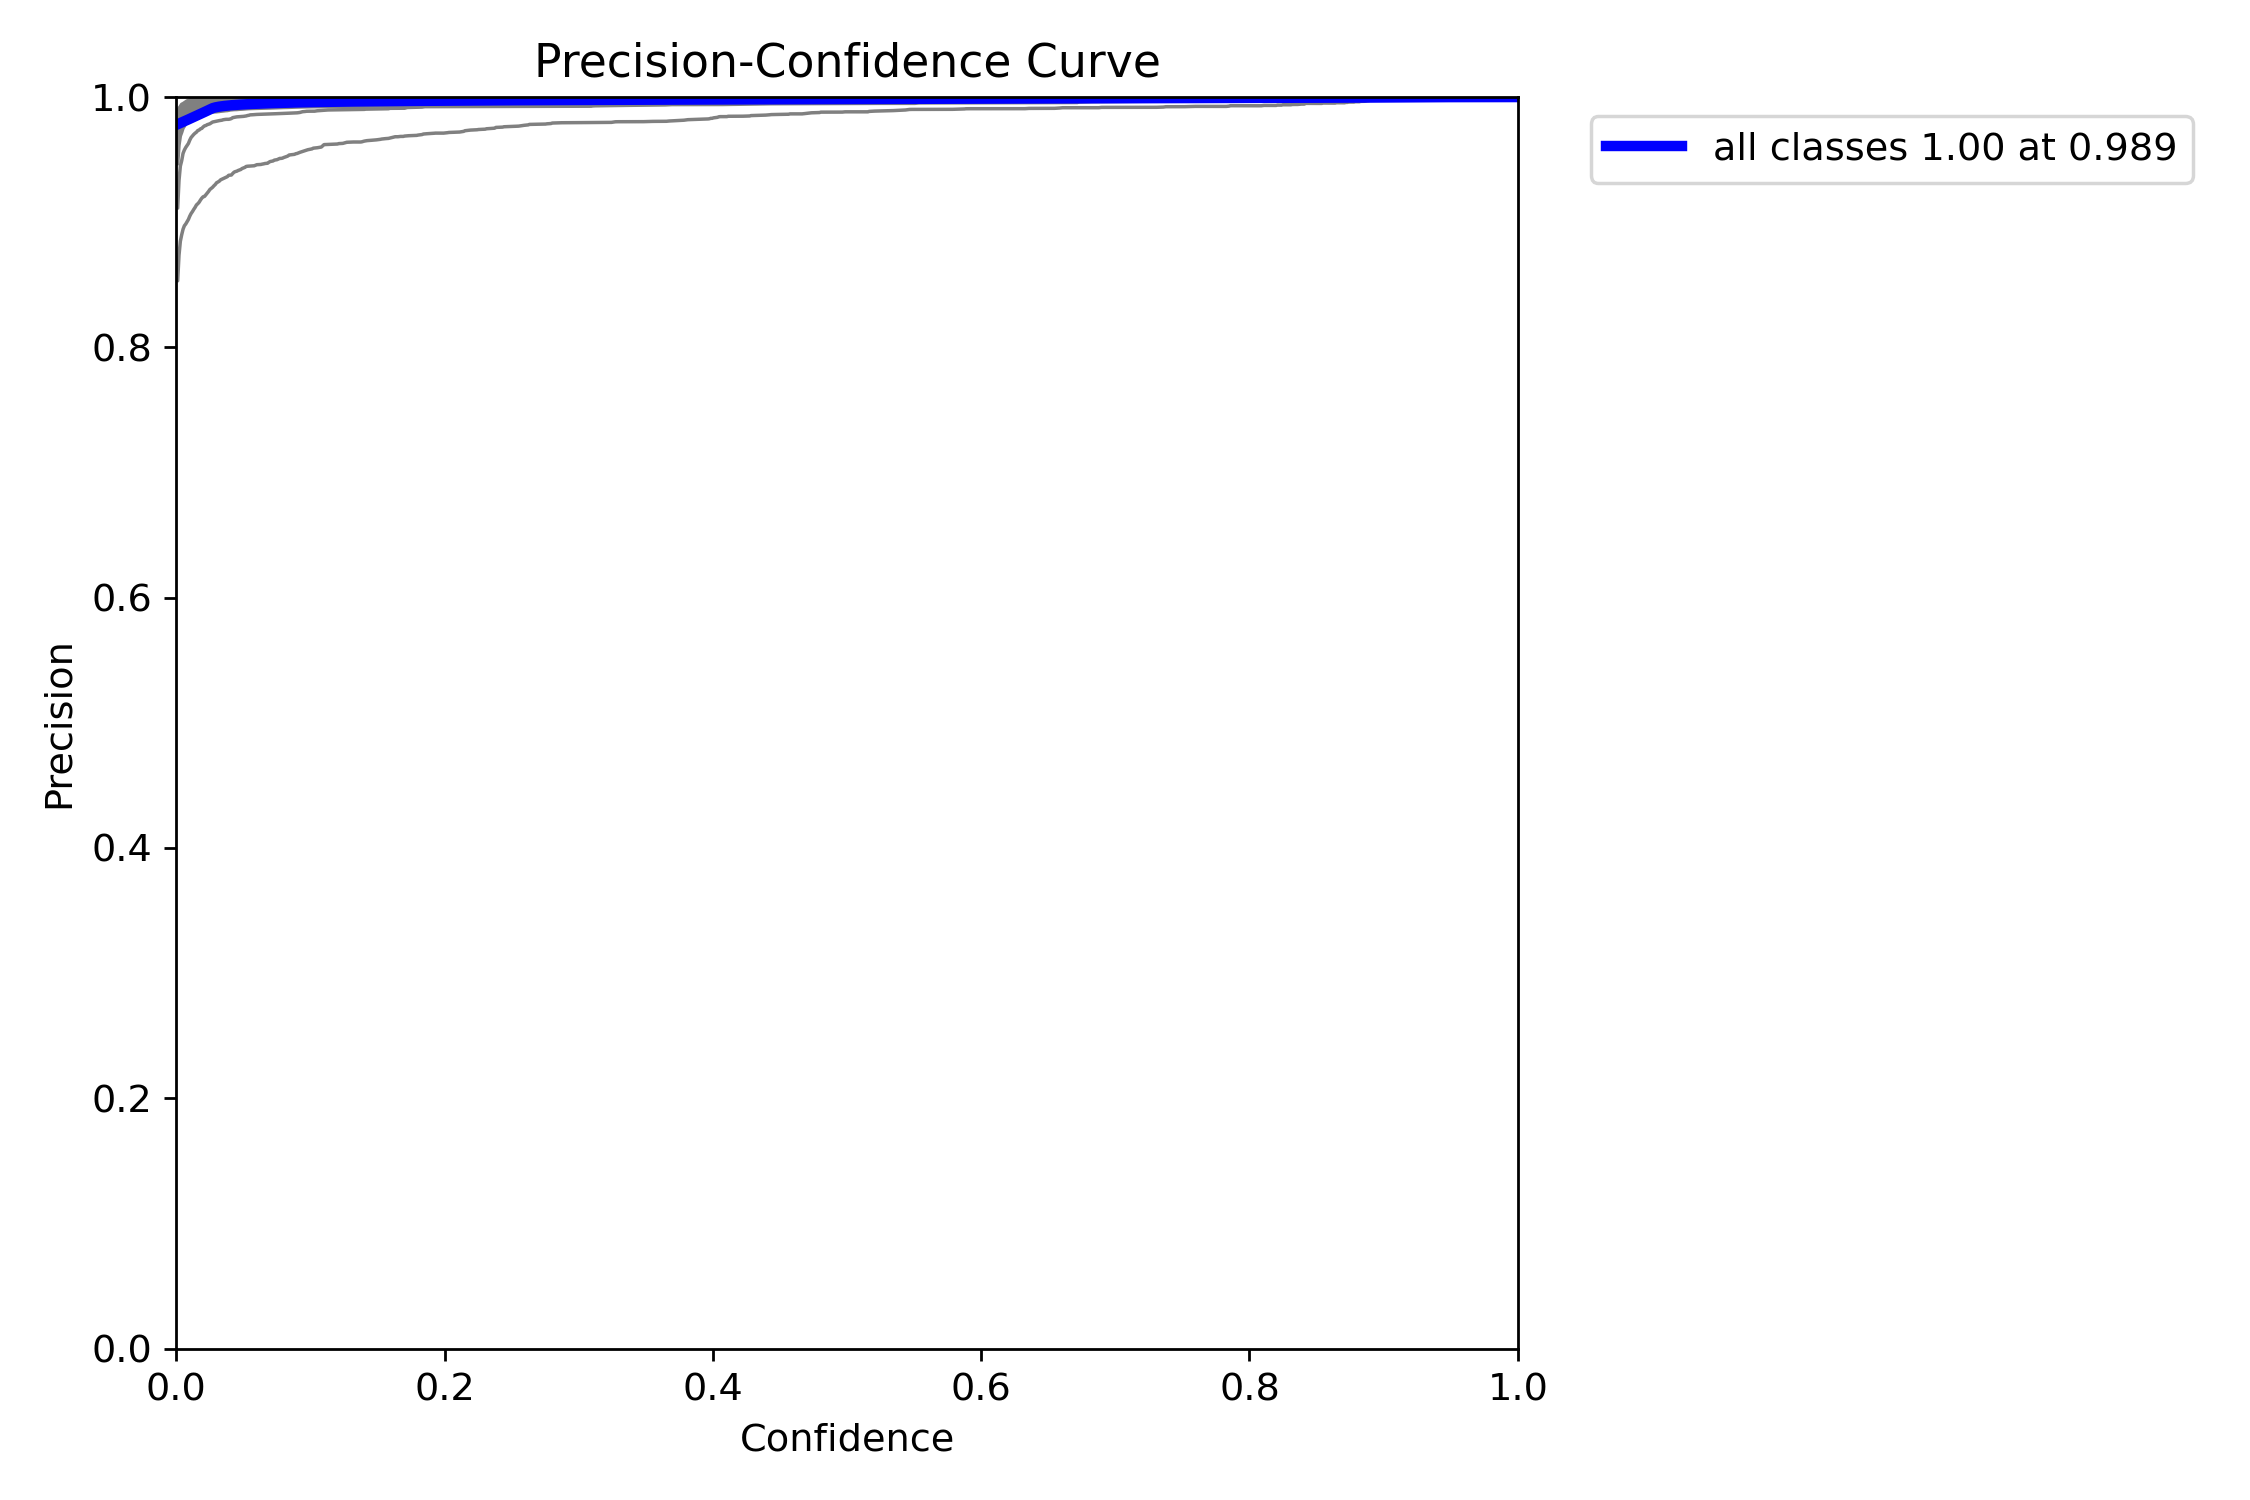 Precision-Confidence Curve
1.0
0.8
0.6
0.4
0.2
0.0
Precision
0.0 0.2 0.4 0.6 0.8 1.0
Confidence
all classes 1.00 at 0.989